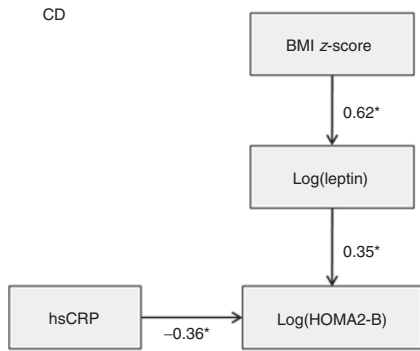 CD
BMI z-score
0.62*
Log(leptin)
0.35*
hsCRP
–0.36*
Log(HOMA2-B)